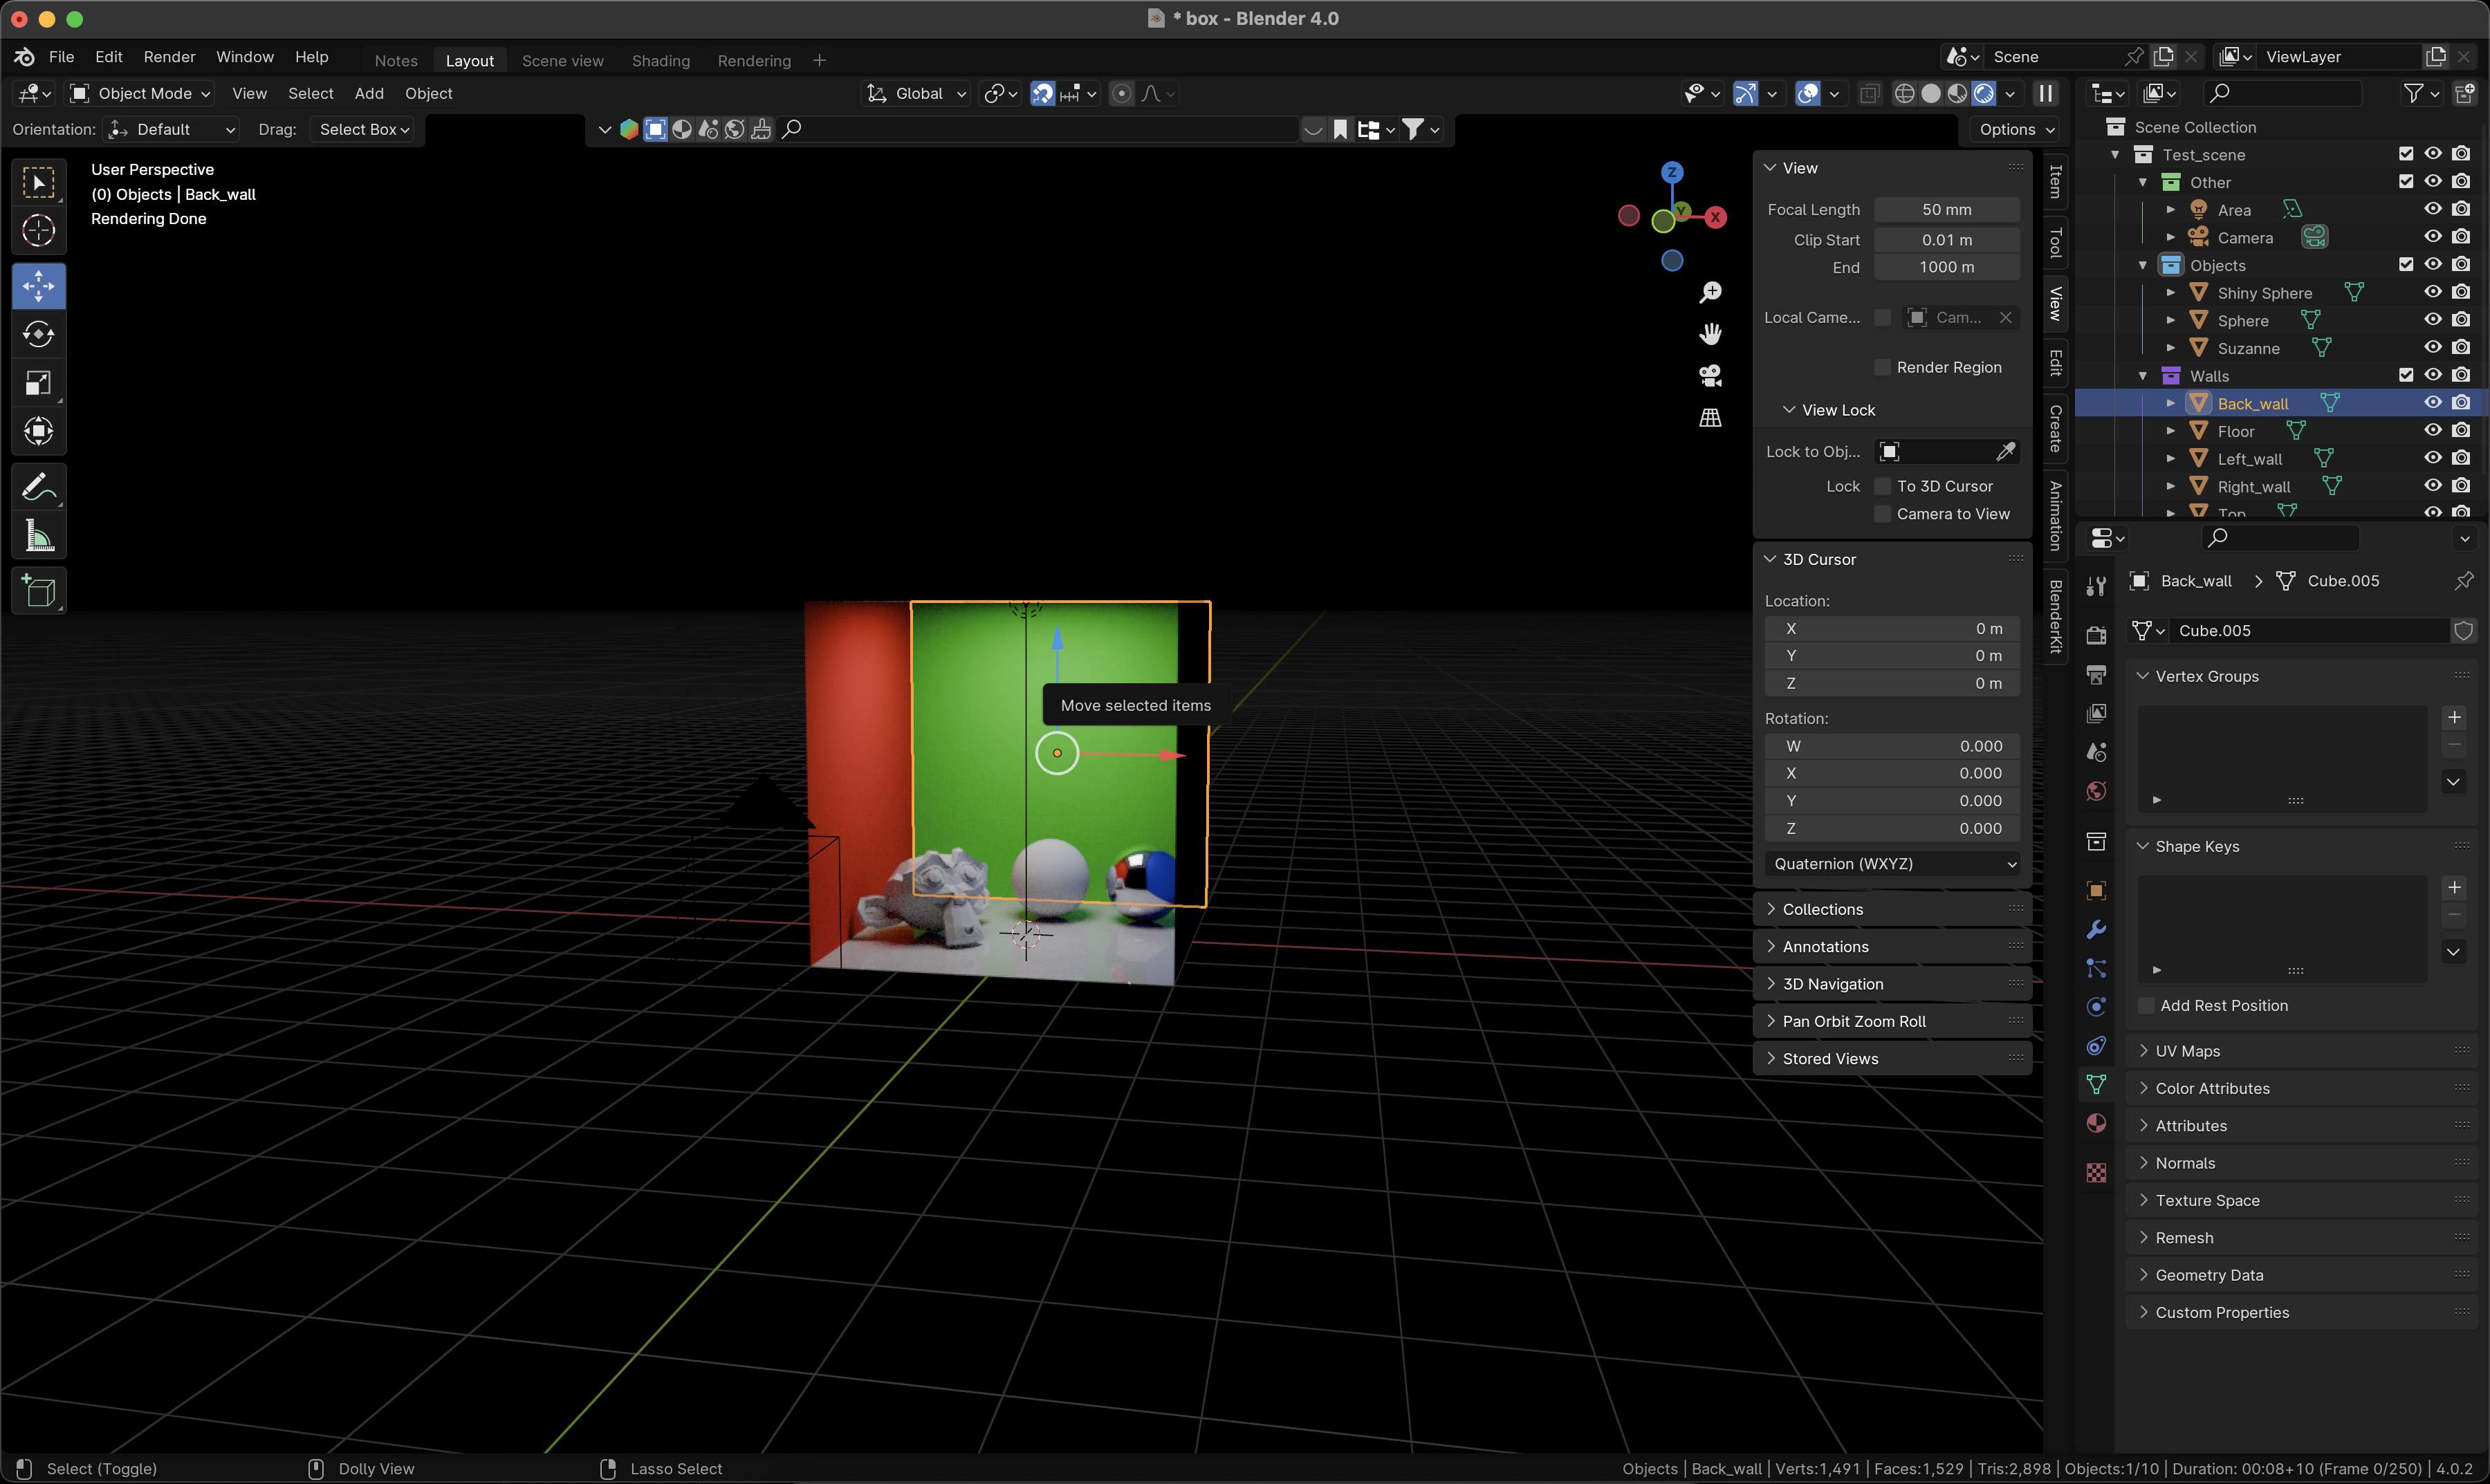 * box - Blender 4.0
File Edit Render Window Help Notes Layout Scene view Shading Rendering + Scene ViewLayer
Object Mode View Select Add Object Global
Orientation: Default Drag: Select Box Options
User Perspective
(0) Objects | Back_wall
Rendering Done
Z
Y
X
Move selected items
View
Focal Length 50 mm
Clip Start 0.01 m
End 1000 m
Local Came... Cam...
Render Region
View Lock
Lock to Obj...
Lock To 3D Cursor
Camera to View
3D Cursor
Location:
X 0 m
Y 0 m
Z 0 m
Rotation:
W 0.000
X 0.000
Y 0.000
Z 0.000
Quaternion (WXYZ)
Collections
Annotations
3D Navigation
Pan Orbit Zoom Roll
Stored Views
Item
Tool
View
Edit
Create
Animation
BlenderKit
Scene Collection
Test_scene
Other
Area
Camera
Objects
Shiny Sphere
Sphere
Suzanne
Walls
Back_wall
Floor
Left_wall
Right_wall
Top
Back_wall > Cube.005
Cube.005
Vertex Groups
Shape Keys
Add Rest Position
UV Maps
Color Attributes
Attributes
Normals
Texture Space
Remesh
Geometry Data
Custom Properties
Select (Toggle) Dolly View Lasso Select Objects | Back_wall | Verts:1,491 | Faces:1,529 | Tris:2,898 | Objects:1/10 | Duration: 00:08+10 (Frame 0/250) | 4.0.2